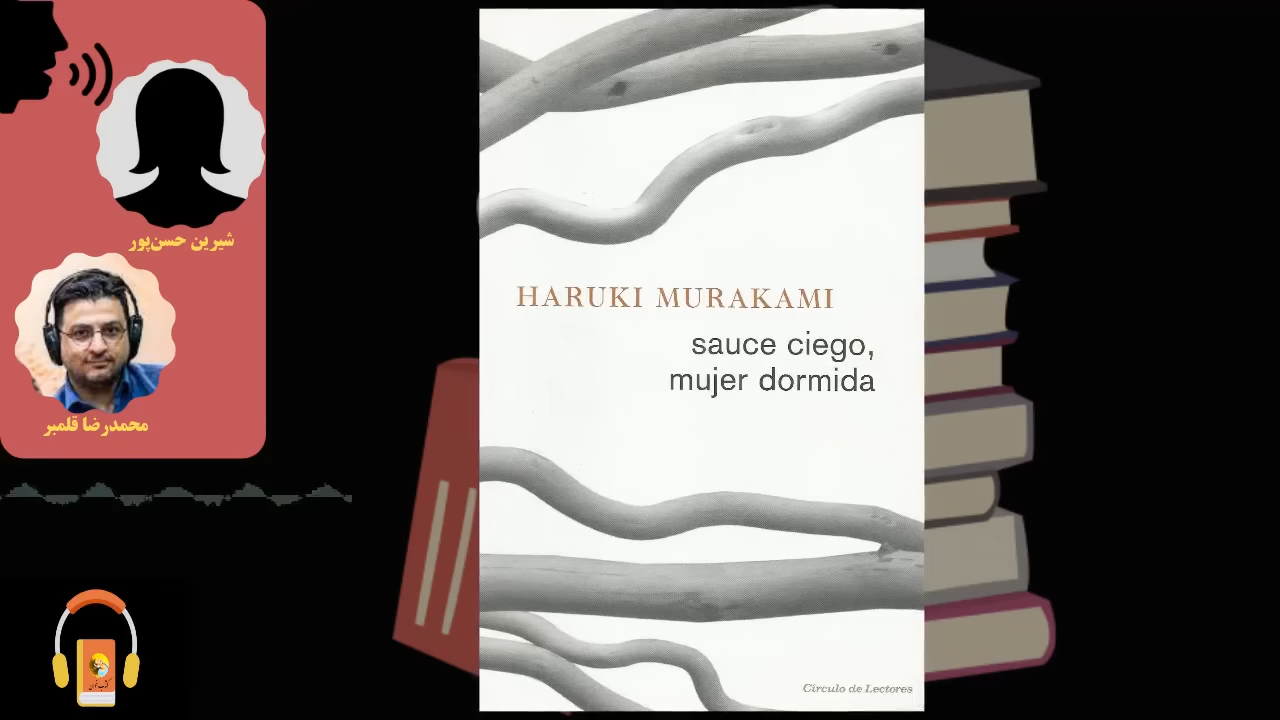 شیرین حسن‌پور
محمدرضا قلمبر
HARUKI MURAKAMI
sauce ciego,
mujer dormida
Círculo de Lectores